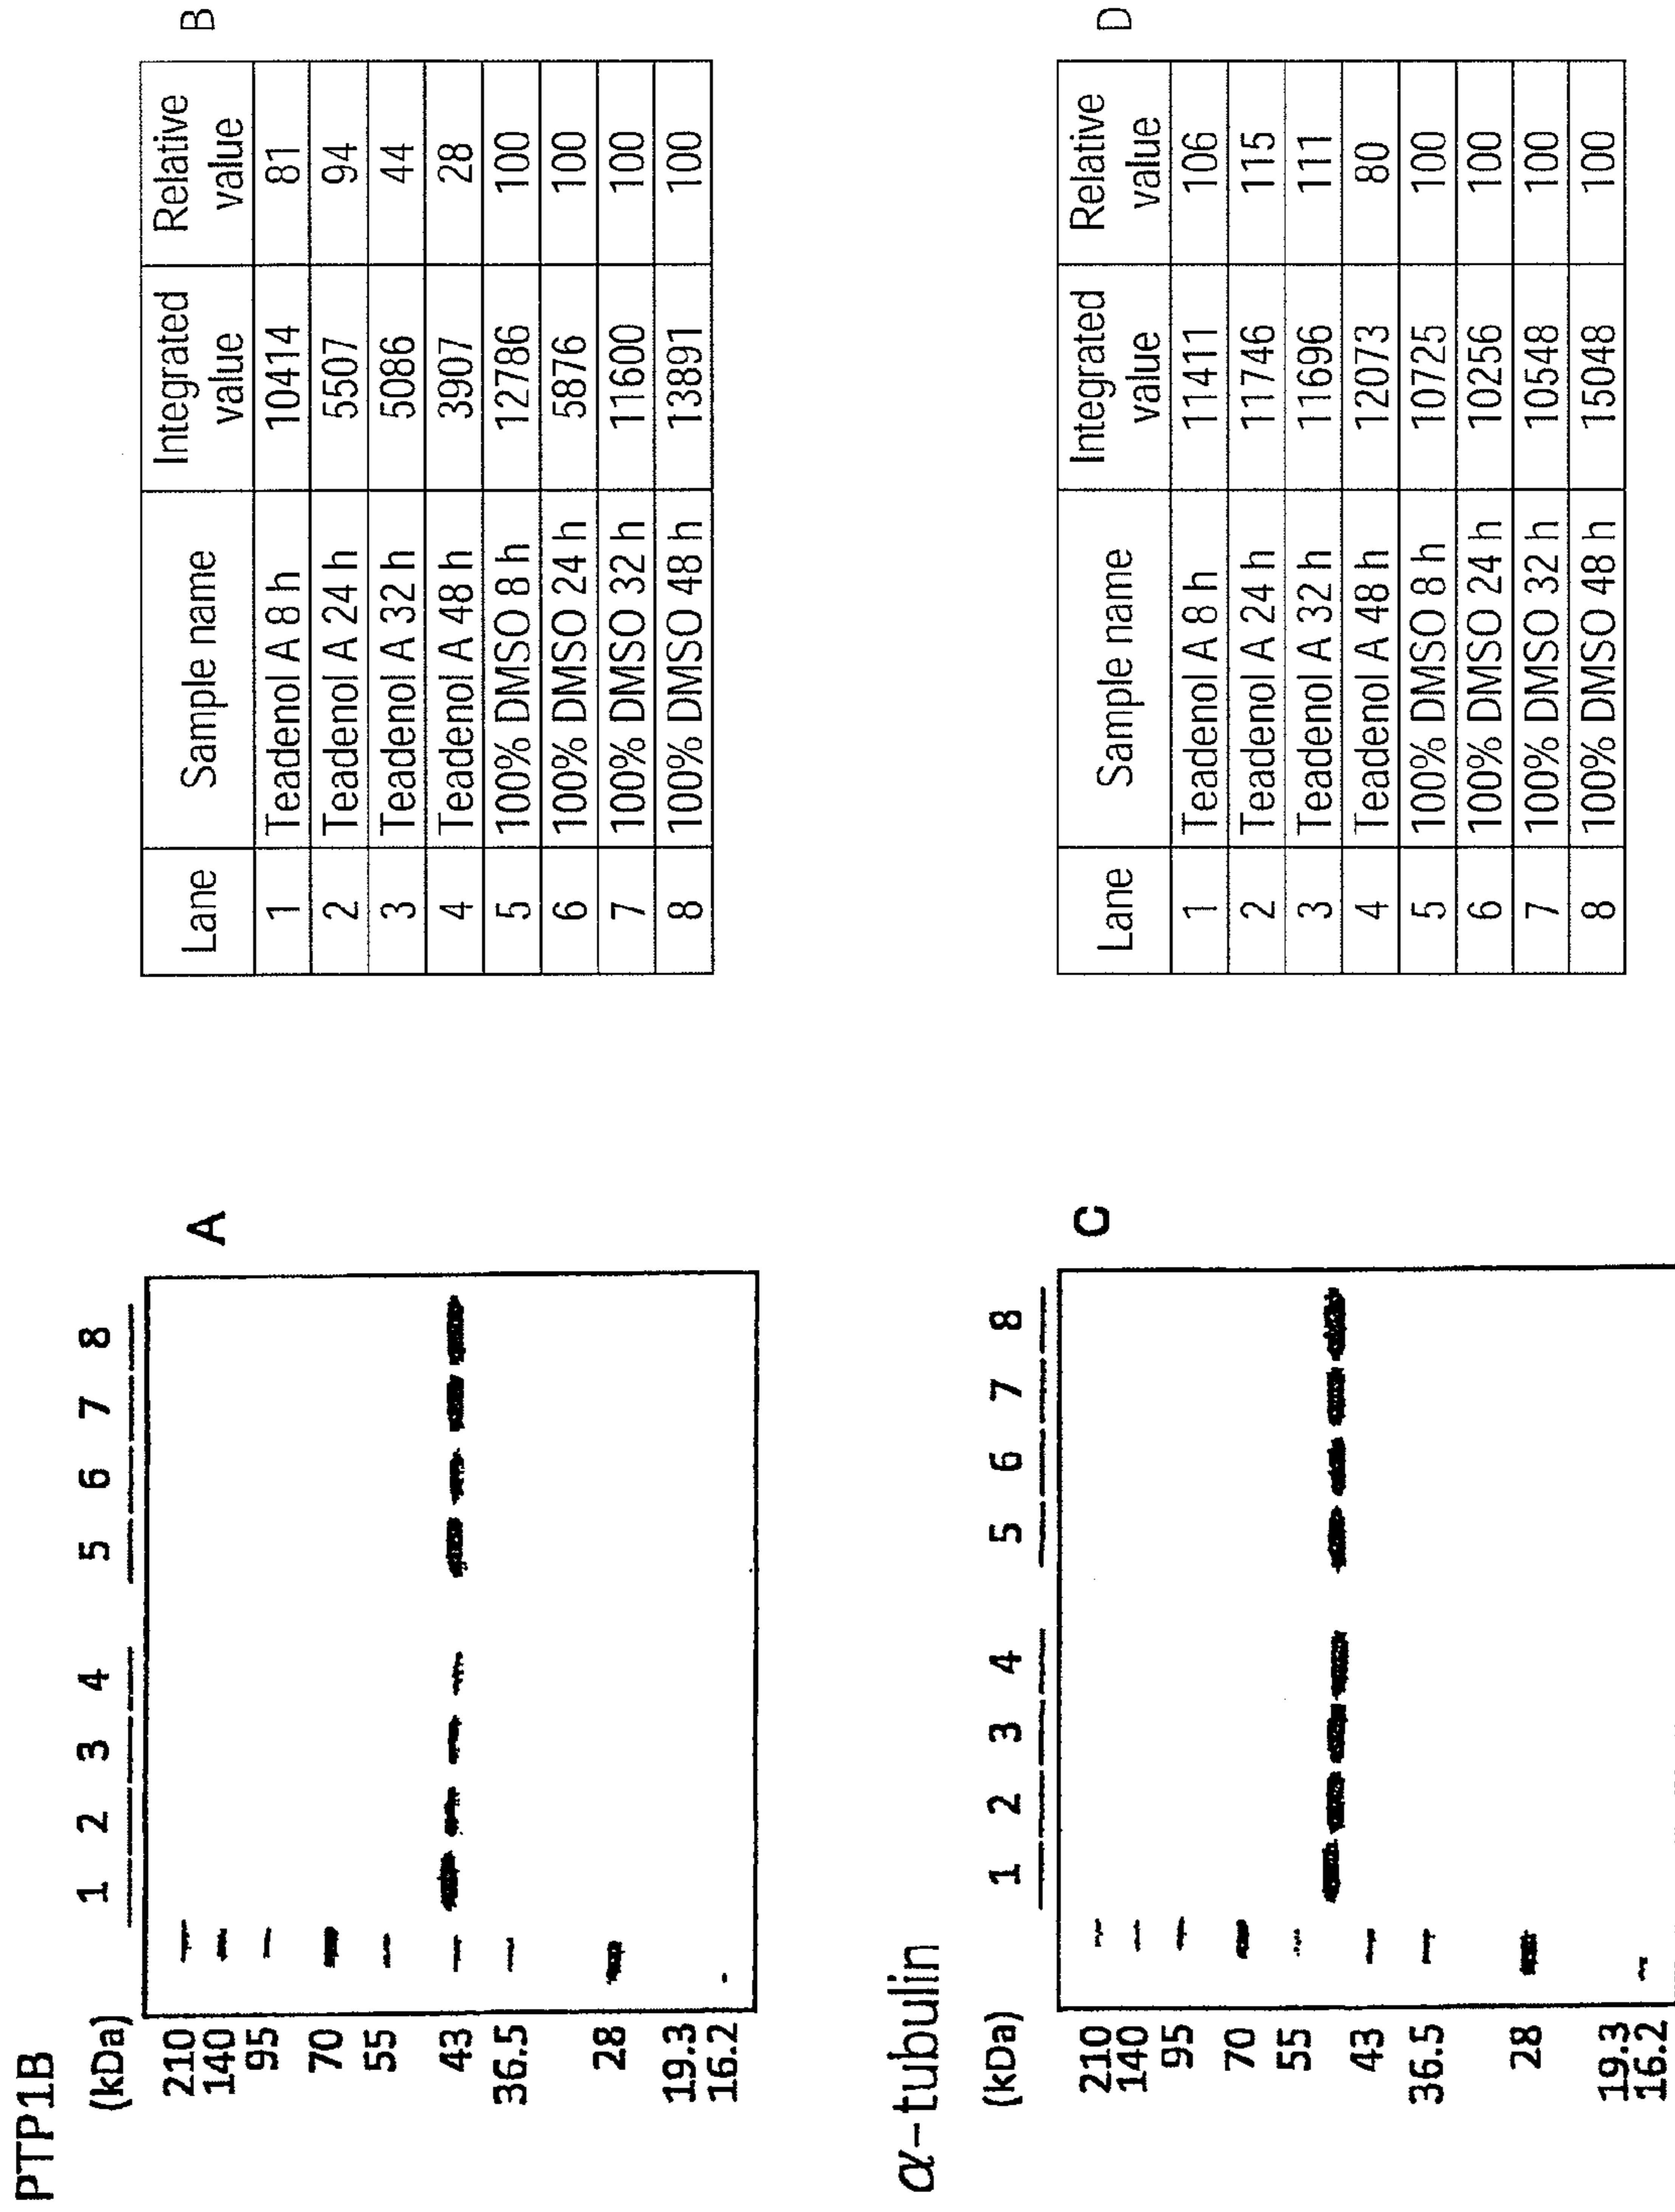 PTP1B
A
(kDa) 1 2 3 4 5 6 7 8
210
140
95
70
55
43
36.5
28
19.3
16.2
B
Lane Sample name Integrated value Relative value
1 Teadenol A 8 h 10414 81
2 Teadenol A 24 h 5507 94
3 Teadenol A 32 h 5086 44
4 Teadenol A 48 h 3907 28
5 100% DMSO 8 h 12786 100
6 100% DMSO 24 h 5876 100
7 100% DMSO 32 h 11600 100
8 100% DMSO 48 h 13891 100
α-tubulin
C
(kDa) 1 2 3 4 5 6 7 8
210
140
95
70
55
43
36.5
28
19.3
16.2
D
Lane Sample name Integrated value Relative value
1 Teadenol A 8 h 11411 106
2 Teadenol A 24 h 11746 115
3 Teadenol A 32 h 11696 111
4 Teadenol A 48 h 12073 80
5 100% DMSO 8 h 10725 100
6 100% DMSO 24 h 10256 100
7 100% DMSO 32 h 10548 100
8 100% DMSO 48 h 15048 100